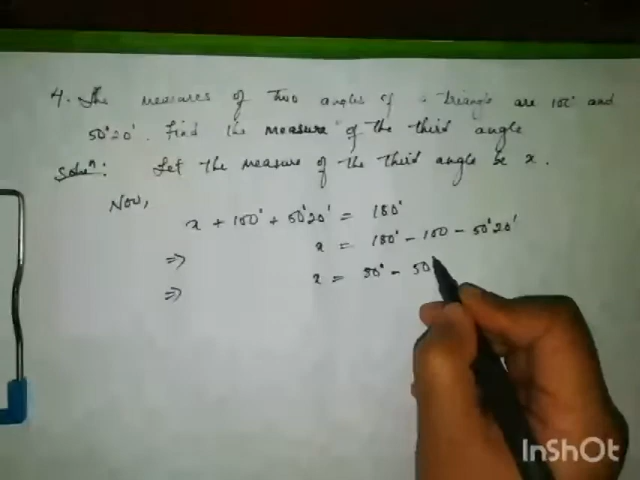 4. The measures of two angles of a triangle are 100° and
50°20'. Find the measure of the third angle
Soluⁿ: Let the measure of the third angle be x.
Now,
x + 100° + 50°20' = 180°
⇒ x = 180° - 100 - 50°20'
⇒ x = 80° - 50
InShOt